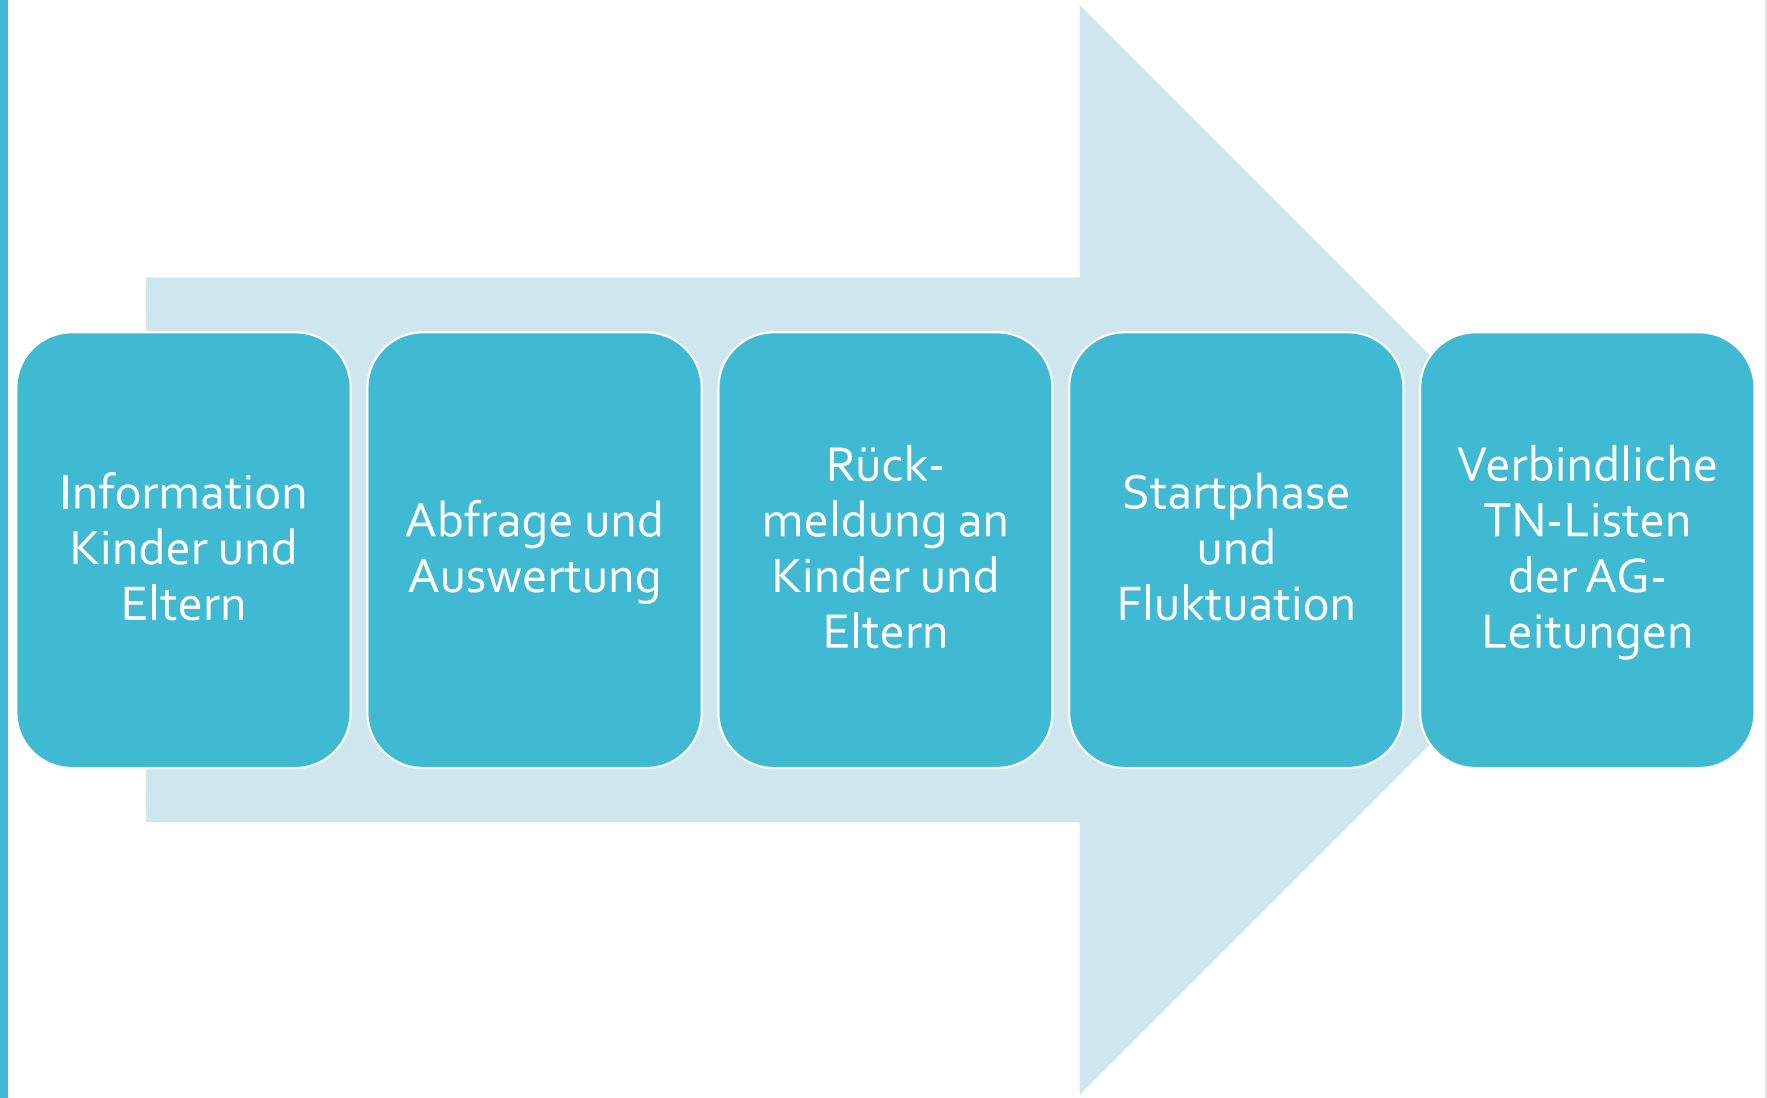 Information
Kinder und
Eltern
Abfrage und
Auswertung
Rück-
meldung an
Kinder und
Eltern
Startphase
und
Fluktuation
Verbindliche
TN-Listen
der AG-
Leitungen